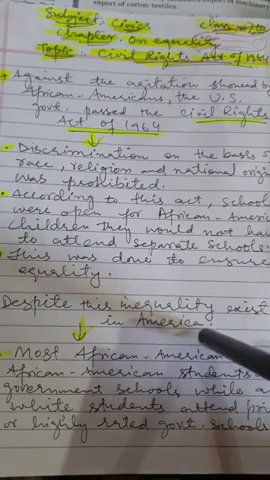 export of cotton textiles.
Subject: Civics
Chapter: On equality
Topic: Civil Rights Act of 1964
Against the agitation showed by
African-Americans, the U.S.
govt. passed the Civil Rights
Act of 1964
Discrimination on the basis of
race, religion and national origin
was prohibited.
According to this act, schools
were open for African-Americ
children they would not hav
to attend separate schools.
This was done to ensure
equality.
Despite this inequality exist
in America.
Most African-American
African-American students
government schools while a
white students attend pri
or highly rated govt. schools